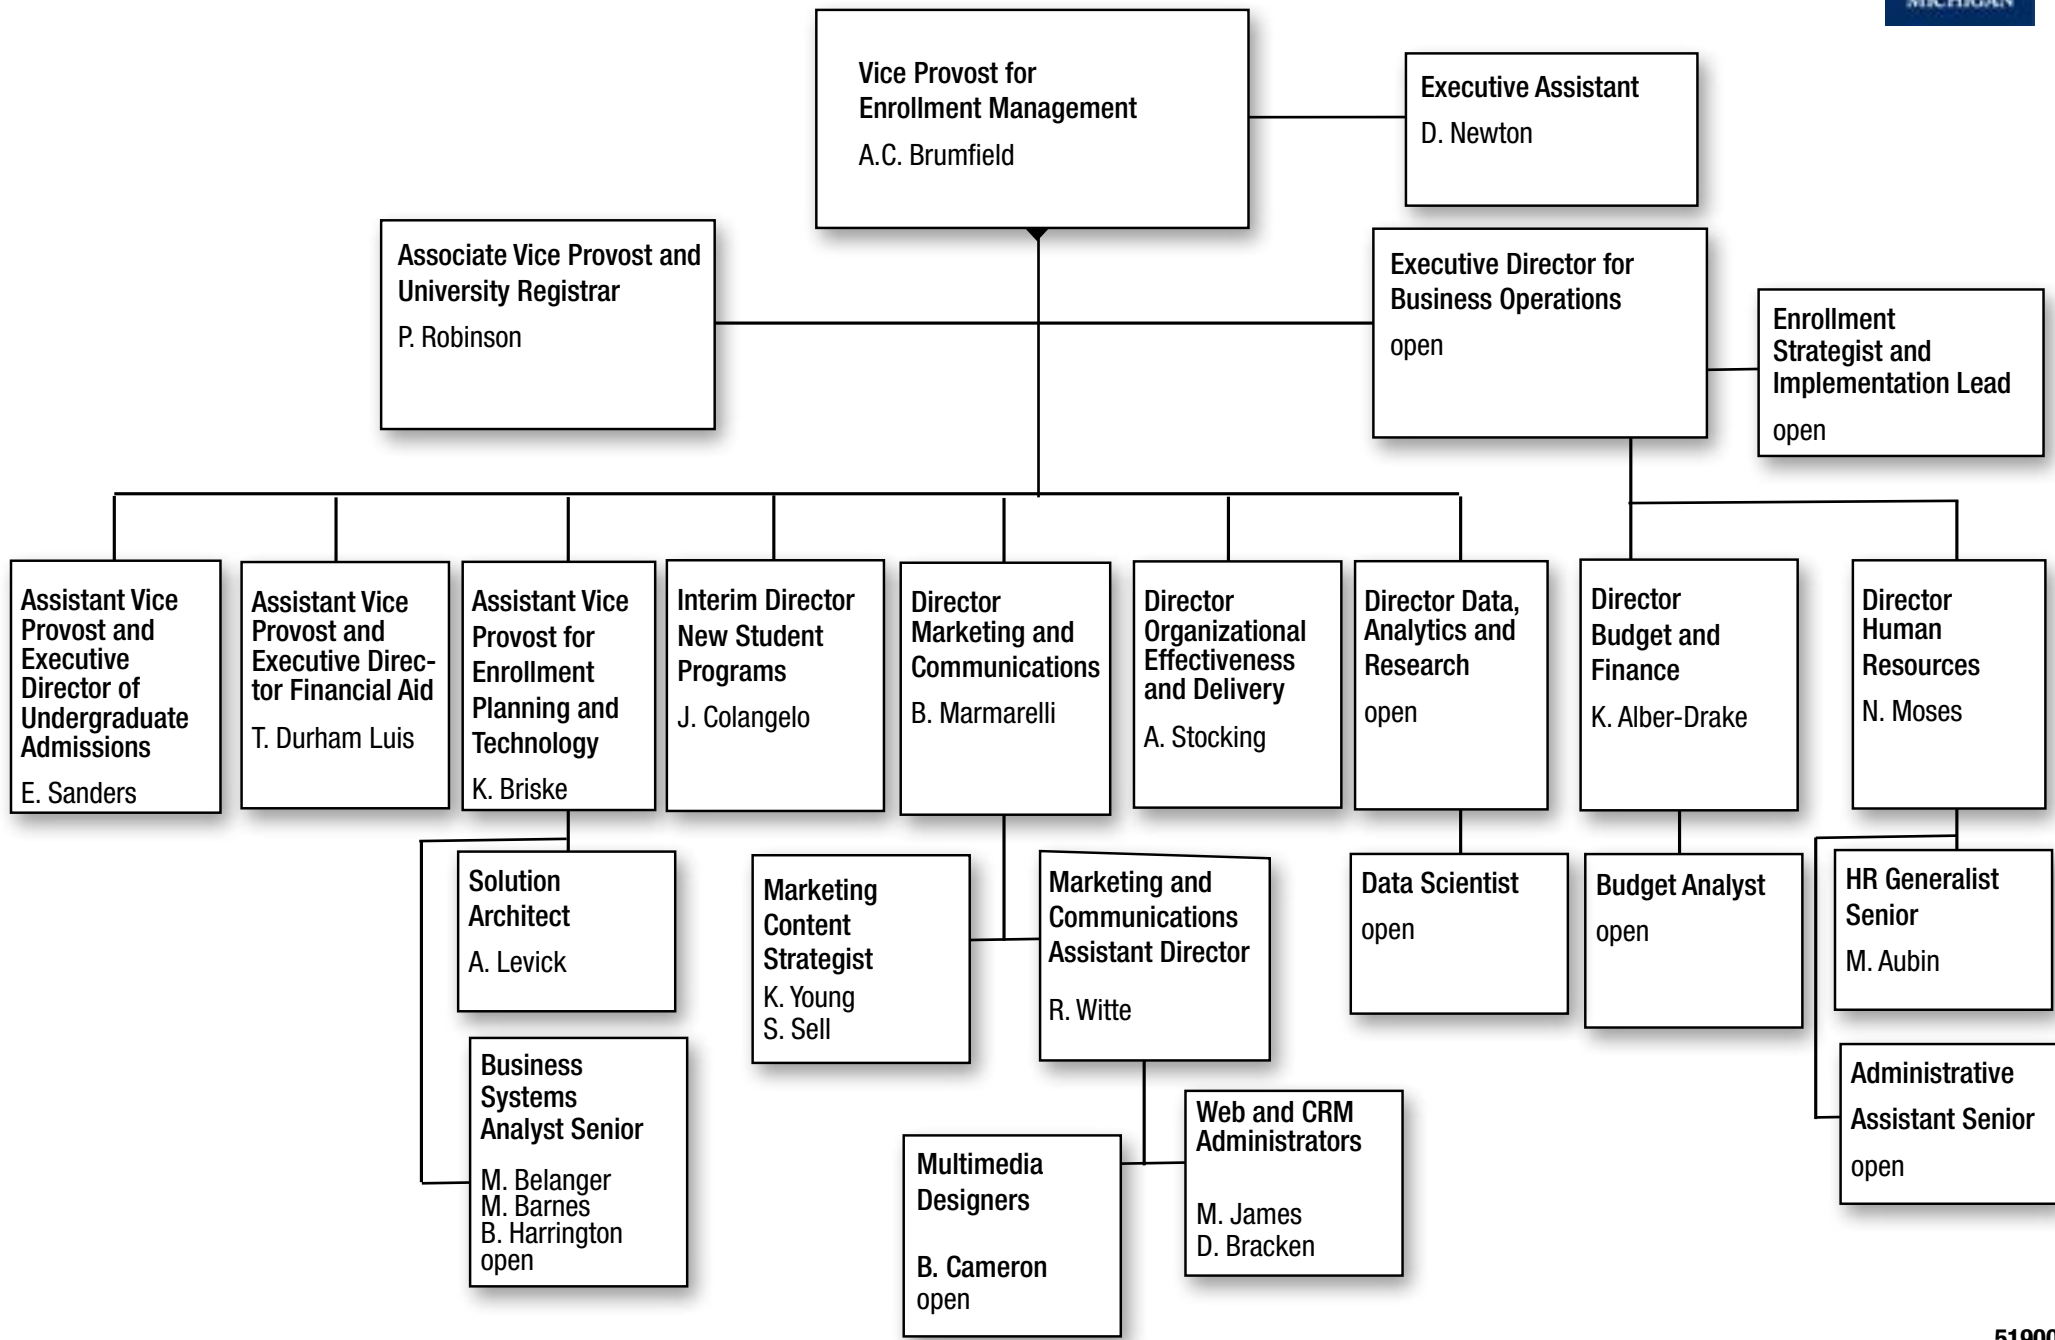 MICHIGAN
Vice Provost for
Enrollment Management
A.C. Brumfield
Executive Assistant
D. Newton
Associate Vice Provost and
University Registrar
P. Robinson
Executive Director for
Business Operations
open
Enrollment
Strategist and
Implementation Lead
open
Assistant Vice
Provost and
Executive
Director of
Undergraduate
Admissions
E. Sanders
Assistant Vice
Provost and
Executive Direc-
tor Financial Aid
T. Durham Luis
Assistant Vice
Provost for
Enrollment
Planning and
Technology
K. Briske
Interim Director
New Student
Programs
J. Colangelo
Director
Marketing and
Communications
B. Marmarelli
Director
Organizational
Effectiveness
and Delivery
A. Stocking
Director Data,
Analytics and
Research
open
Director
Budget and
Finance
K. Alber-Drake
Director
Human
Resources
N. Moses
Solution
Architect
A. Levick
Marketing
Content
Strategist
K. Young
S. Sell
Marketing and
Communications
Assistant Director
R. Witte
Data Scientist
open
Budget Analyst
open
HR Generalist
Senior
M. Aubin
Business
Systems
Analyst Senior
M. Belanger
M. Barnes
B. Harrington
open
Multimedia
Designers
B. Cameron
open
Web and CRM
Administrators
M. James
D. Bracken
Administrative
Assistant Senior
open
51900